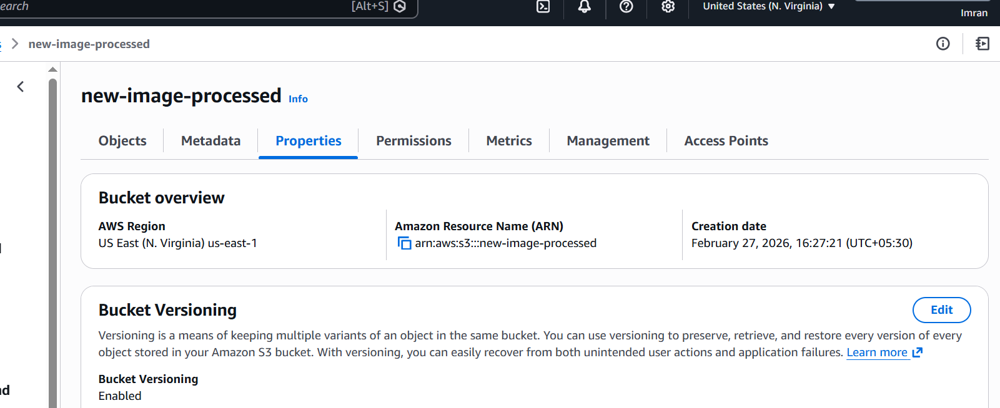 earch [Alt+S] United States (N. Virginia) ▼
Imran
new-image-processed
new-image-processed Info
Objects Metadata Properties Permissions Metrics Management Access Points
Bucket overview
AWS Region Amazon Resource Name (ARN) Creation date
US East (N. Virginia) us-east-1 arn:aws:s3:::new-image-processed February 27, 2026, 16:27:21 (UTC+05:30)
Bucket Versioning Edit
Versioning is a means of keeping multiple variants of an object in the same bucket. You can use versioning to preserve, retrieve, and restore every version of every
object stored in your Amazon S3 bucket. With versioning, you can easily recover from both unintended user actions and application failures. Learn more
Bucket Versioning
Enabled